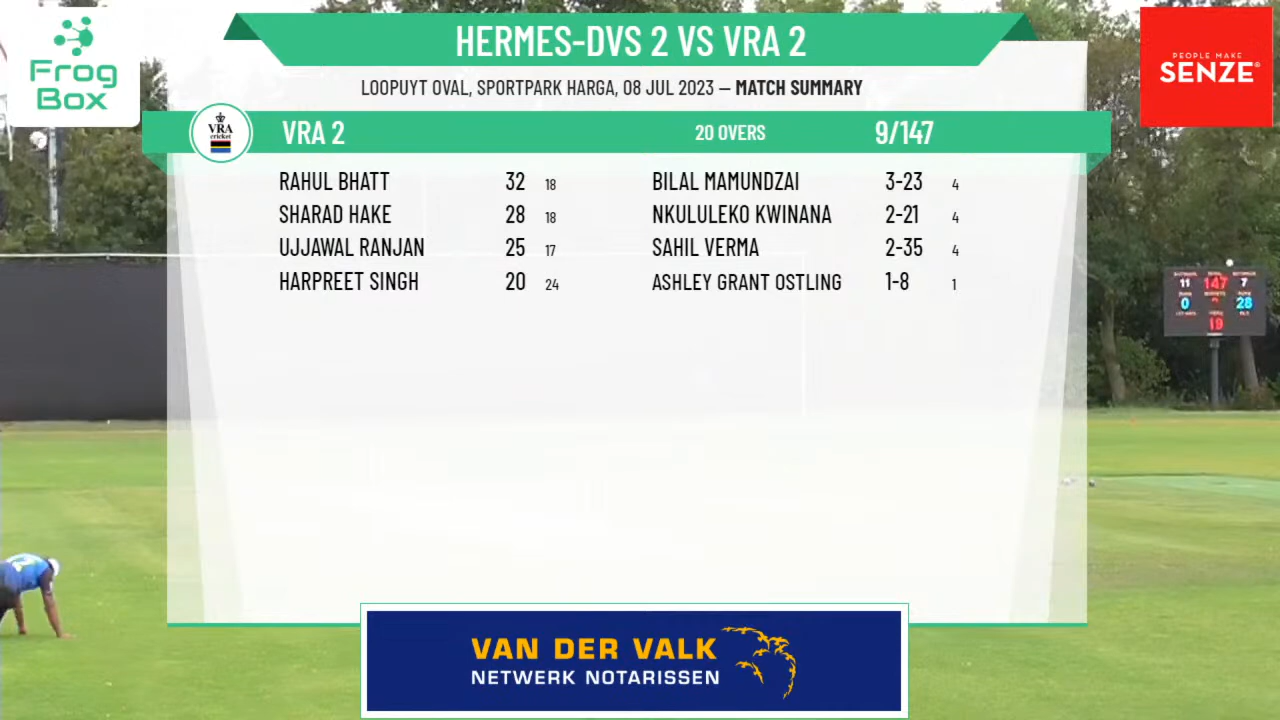 Frog
Box
HERMES-DVS 2 VS VRA 2
PEOPLE MAKE
SENZE®
LOOPUYT OVAL, SPORTPARK HARGA, 08 JUL 2023 – MATCH SUMMARY
VRA
cricket
VRA 2 20 OVERS 9/147
RAHUL BHATT 32 18 BILAL MAMUNDZAI 3-23 4
SHARAD HAKE 28 18 NKULULEKO KWINANA 2-21 4
UJJAWAL RANJAN 25 17 SAHIL VERMA 2-35 4
HARPREET SINGH 20 24 ASHLEY GRANT OSTLING 1-8 1
11 147 7
0 28
19
VAN DER VALK
NETWERK NOTARISSEN